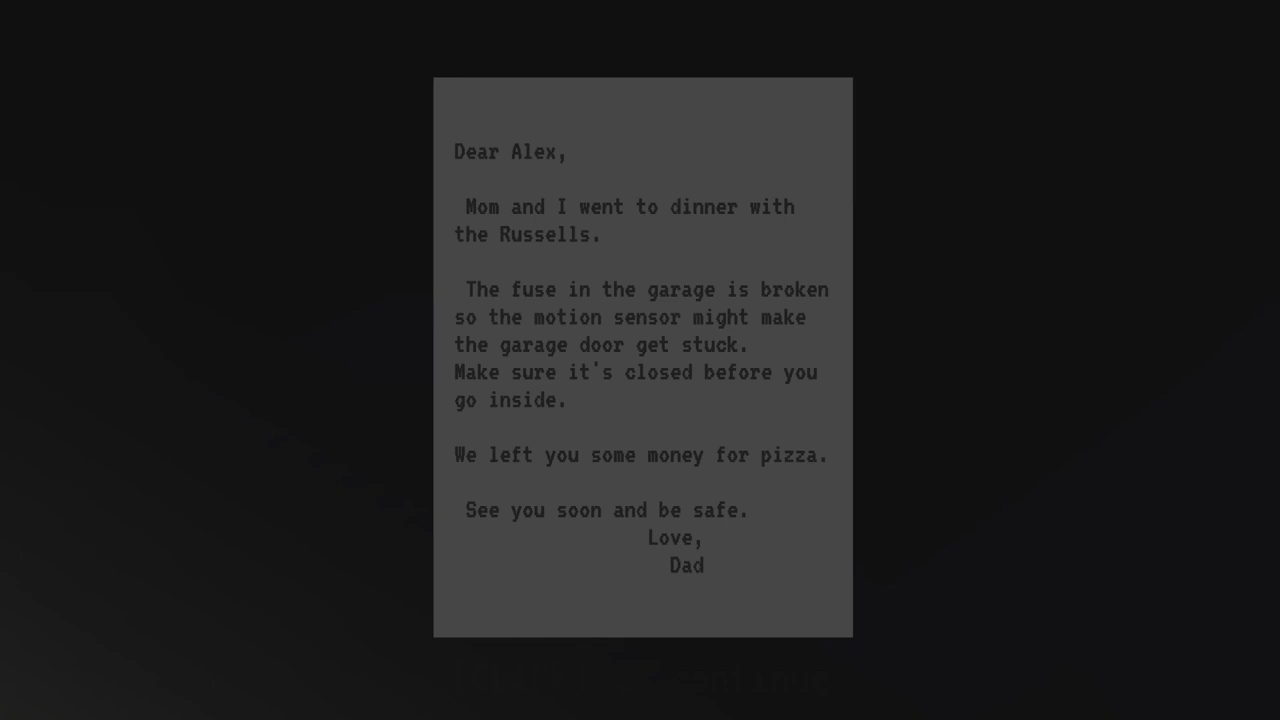 Dear Alex,
Mom and I went to dinner with
the Russells.
The fuse in the garage is broken
so the motion sensor might make
the garage door get stuck.
Make sure it's closed before you
go inside.
We left you some money for pizza.
See you soon and be safe.
Love,
Dad